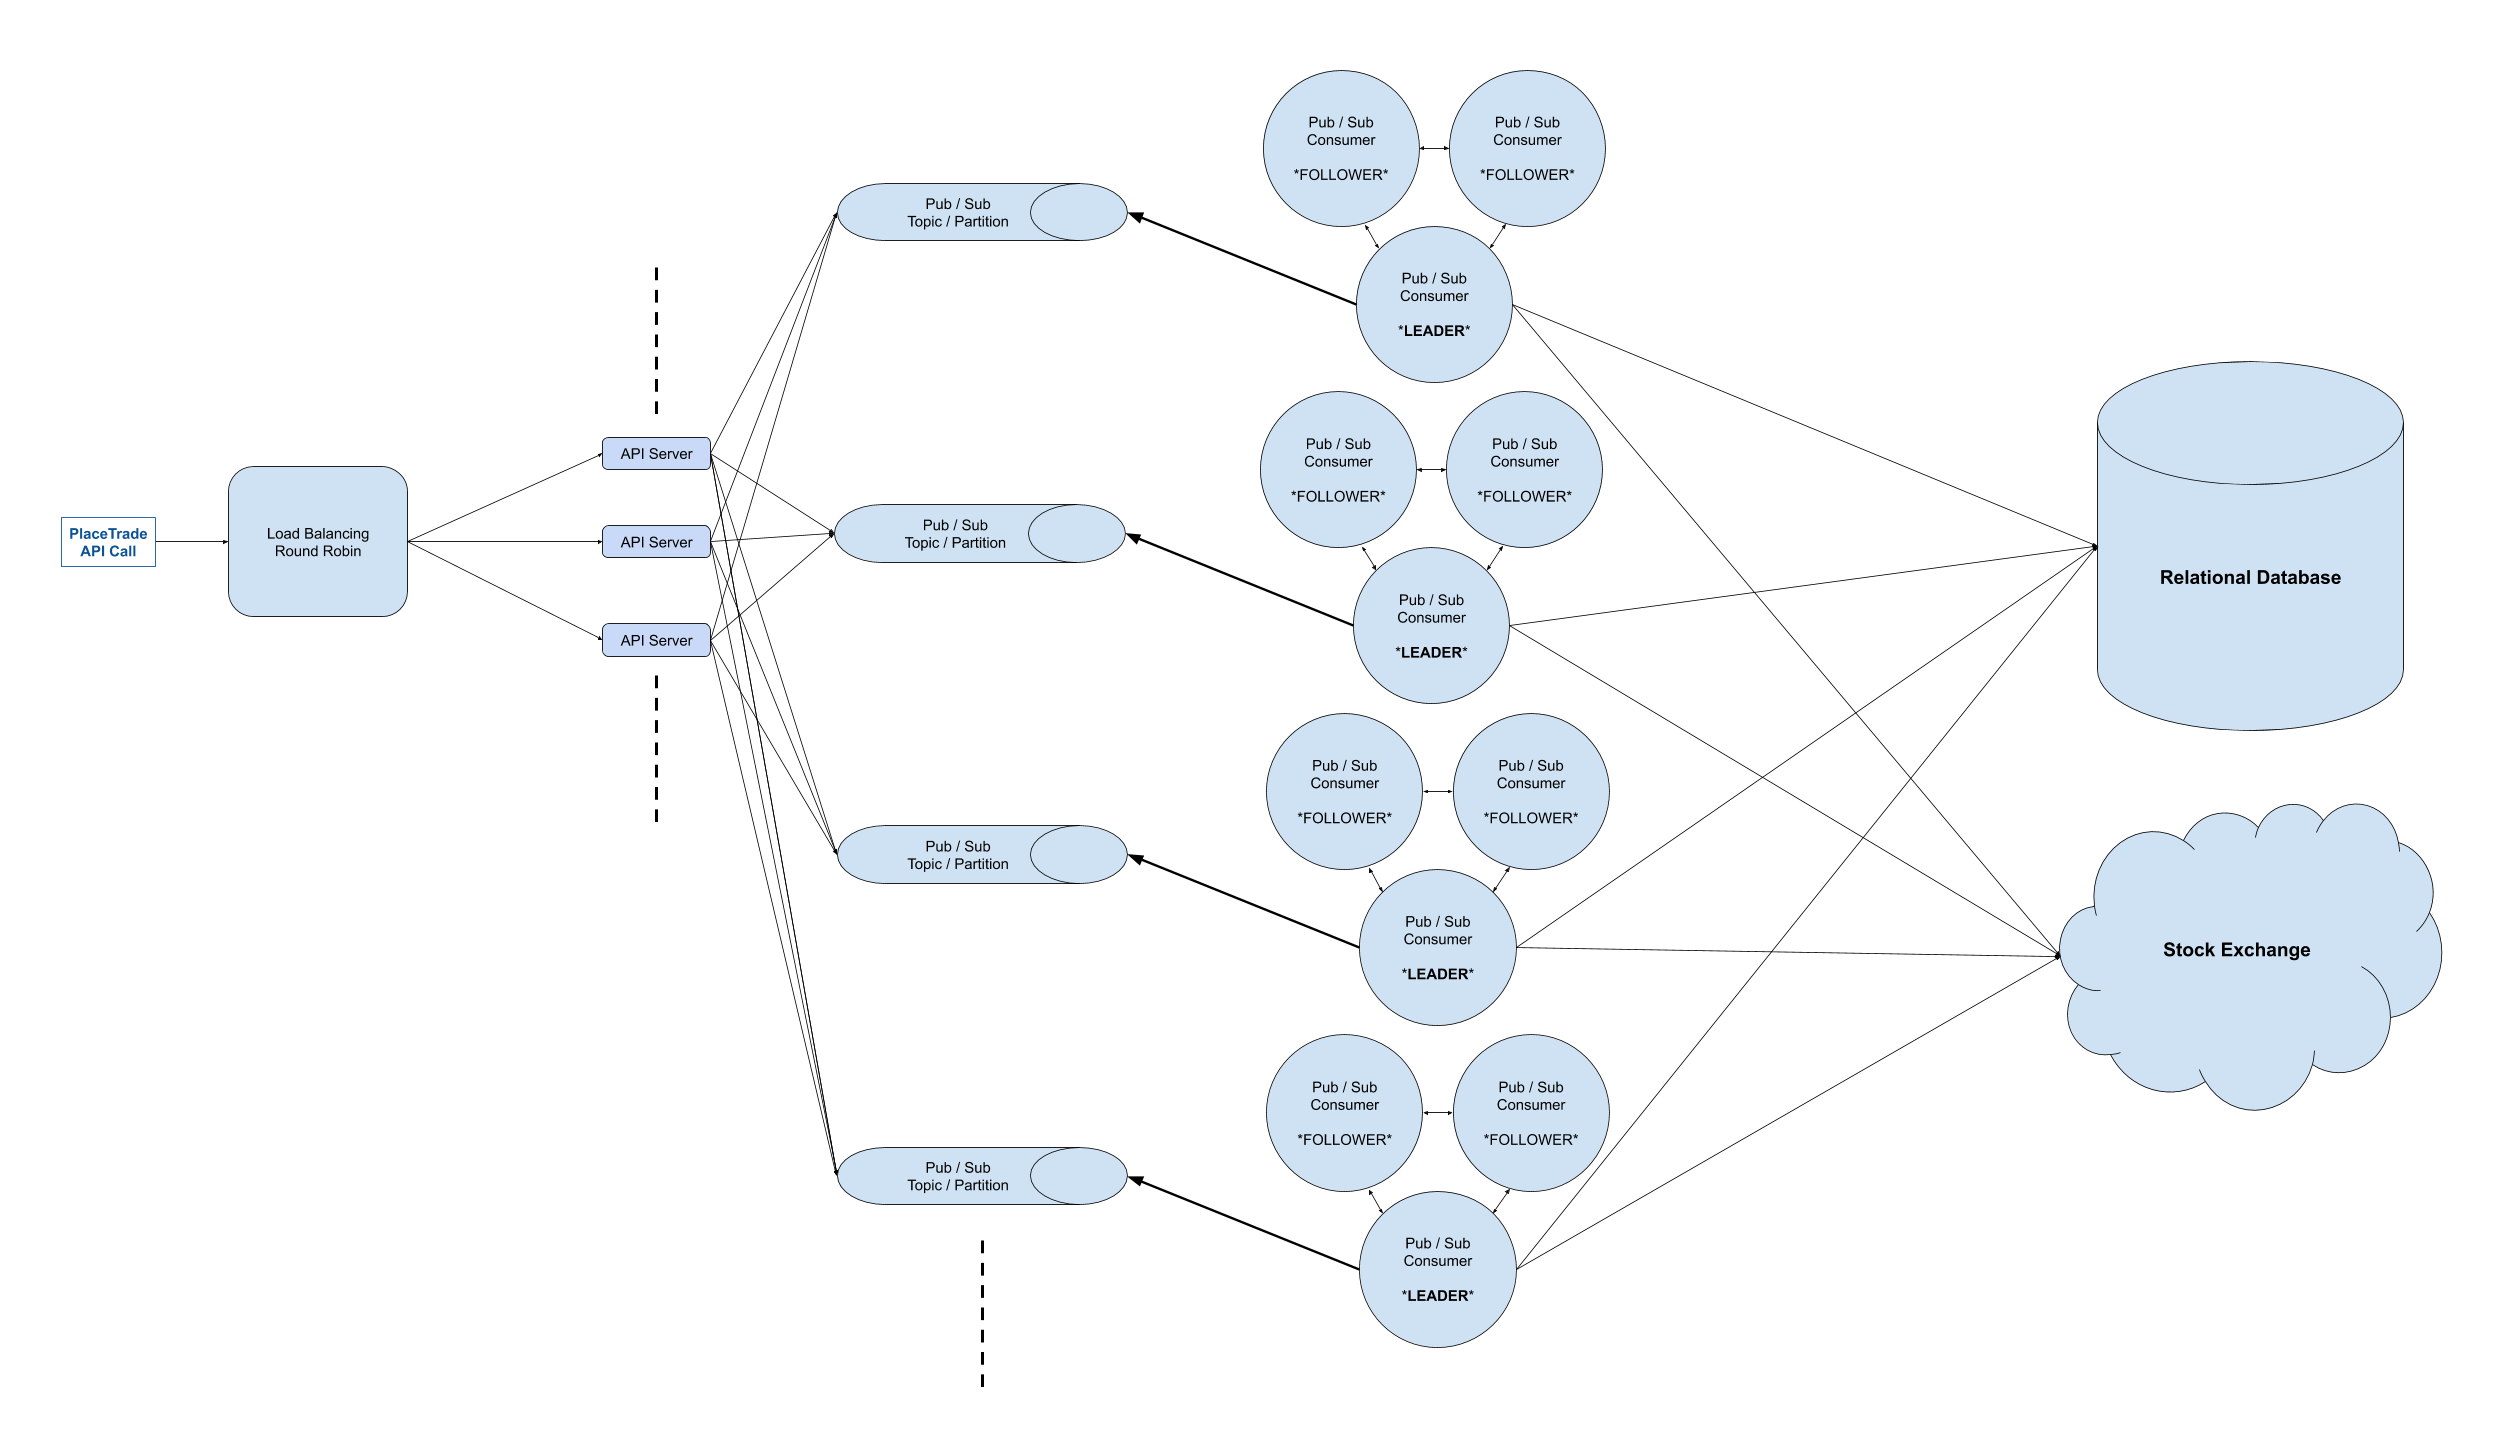 PlaceTrade
API Call
Load Balancing
Round Robin
API Server
API Server
API Server
Pub / Sub
Topic / Partition
Pub / Sub
Topic / Partition
Pub / Sub
Topic / Partition
Pub / Sub
Topic / Partition
Pub / Sub
Consumer
*FOLLOWER*
Pub / Sub
Consumer
*FOLLOWER*
Pub / Sub
Consumer
*LEADER*
Pub / Sub
Consumer
*FOLLOWER*
Pub / Sub
Consumer
*FOLLOWER*
Pub / Sub
Consumer
*LEADER*
Pub / Sub
Consumer
*FOLLOWER*
Pub / Sub
Consumer
*FOLLOWER*
Pub / Sub
Consumer
*LEADER*
Pub / Sub
Consumer
*FOLLOWER*
Pub / Sub
Consumer
*FOLLOWER*
Pub / Sub
Consumer
*LEADER*
Relational Database
Stock Exchange